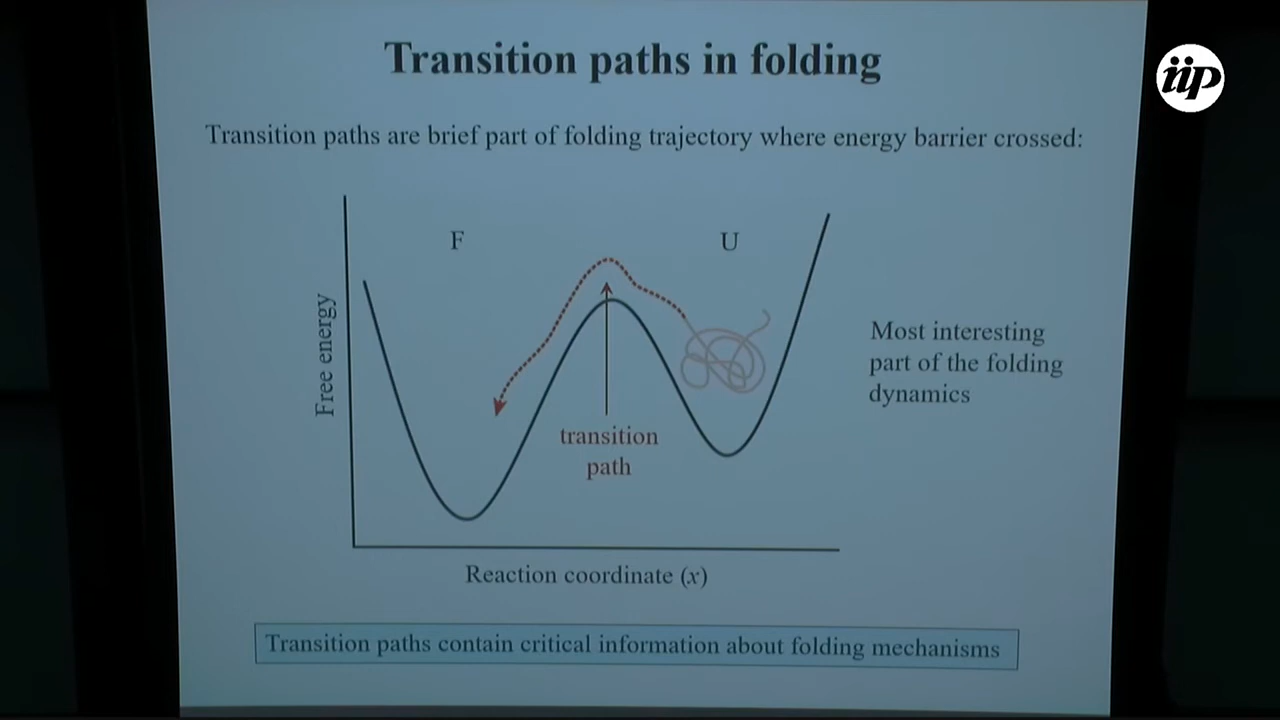 Transition paths in folding
iip
Transition paths are brief part of folding trajectory where energy barrier crossed:
F
U
Free energy
Most interesting
part of the folding
dynamics
transition
path
Reaction coordinate (x)
Transition paths contain critical information about folding mechanisms